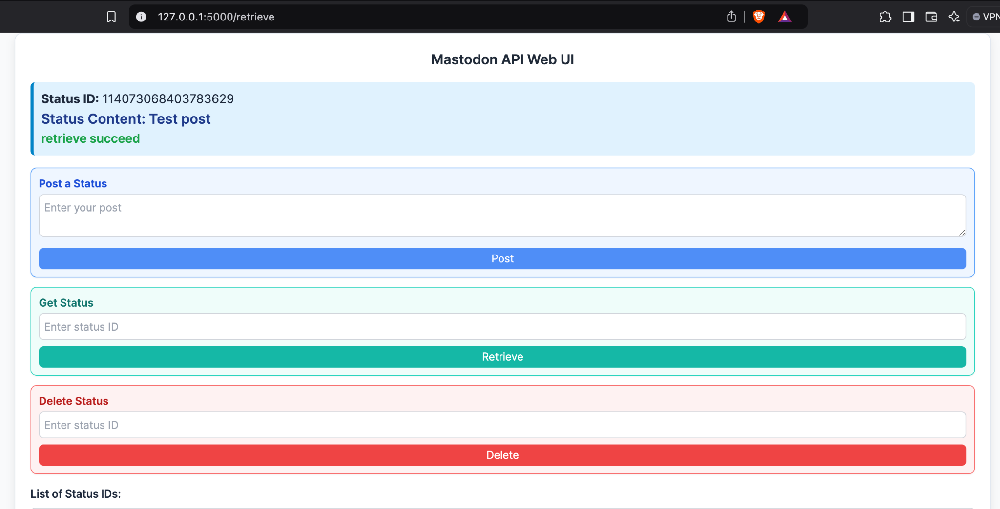 127.0.0.1:5000/retrieve
VPN
Mastodon API Web UI
Status ID: 114073068403783629
Status Content: Test post
retrieve succeed
Post a Status
Enter your post
Post
Get Status
Enter status ID
Retrieve
Delete Status
Enter status ID
Delete
List of Status IDs: